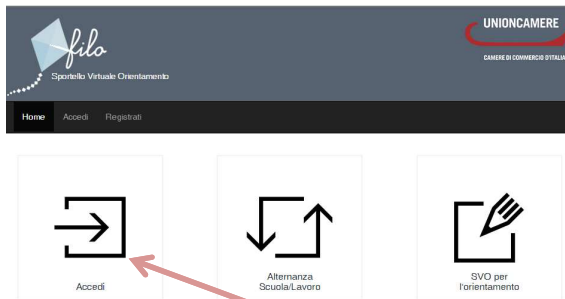 filo
Sportello Virtuale Orientamento
UNIONCAMERE
CAMERE DI COMMERCIO D'ITALIA
Home Accedi Registrati
Accedi
Alternanza
Scuola/Lavoro
SVO per
l'orientamento